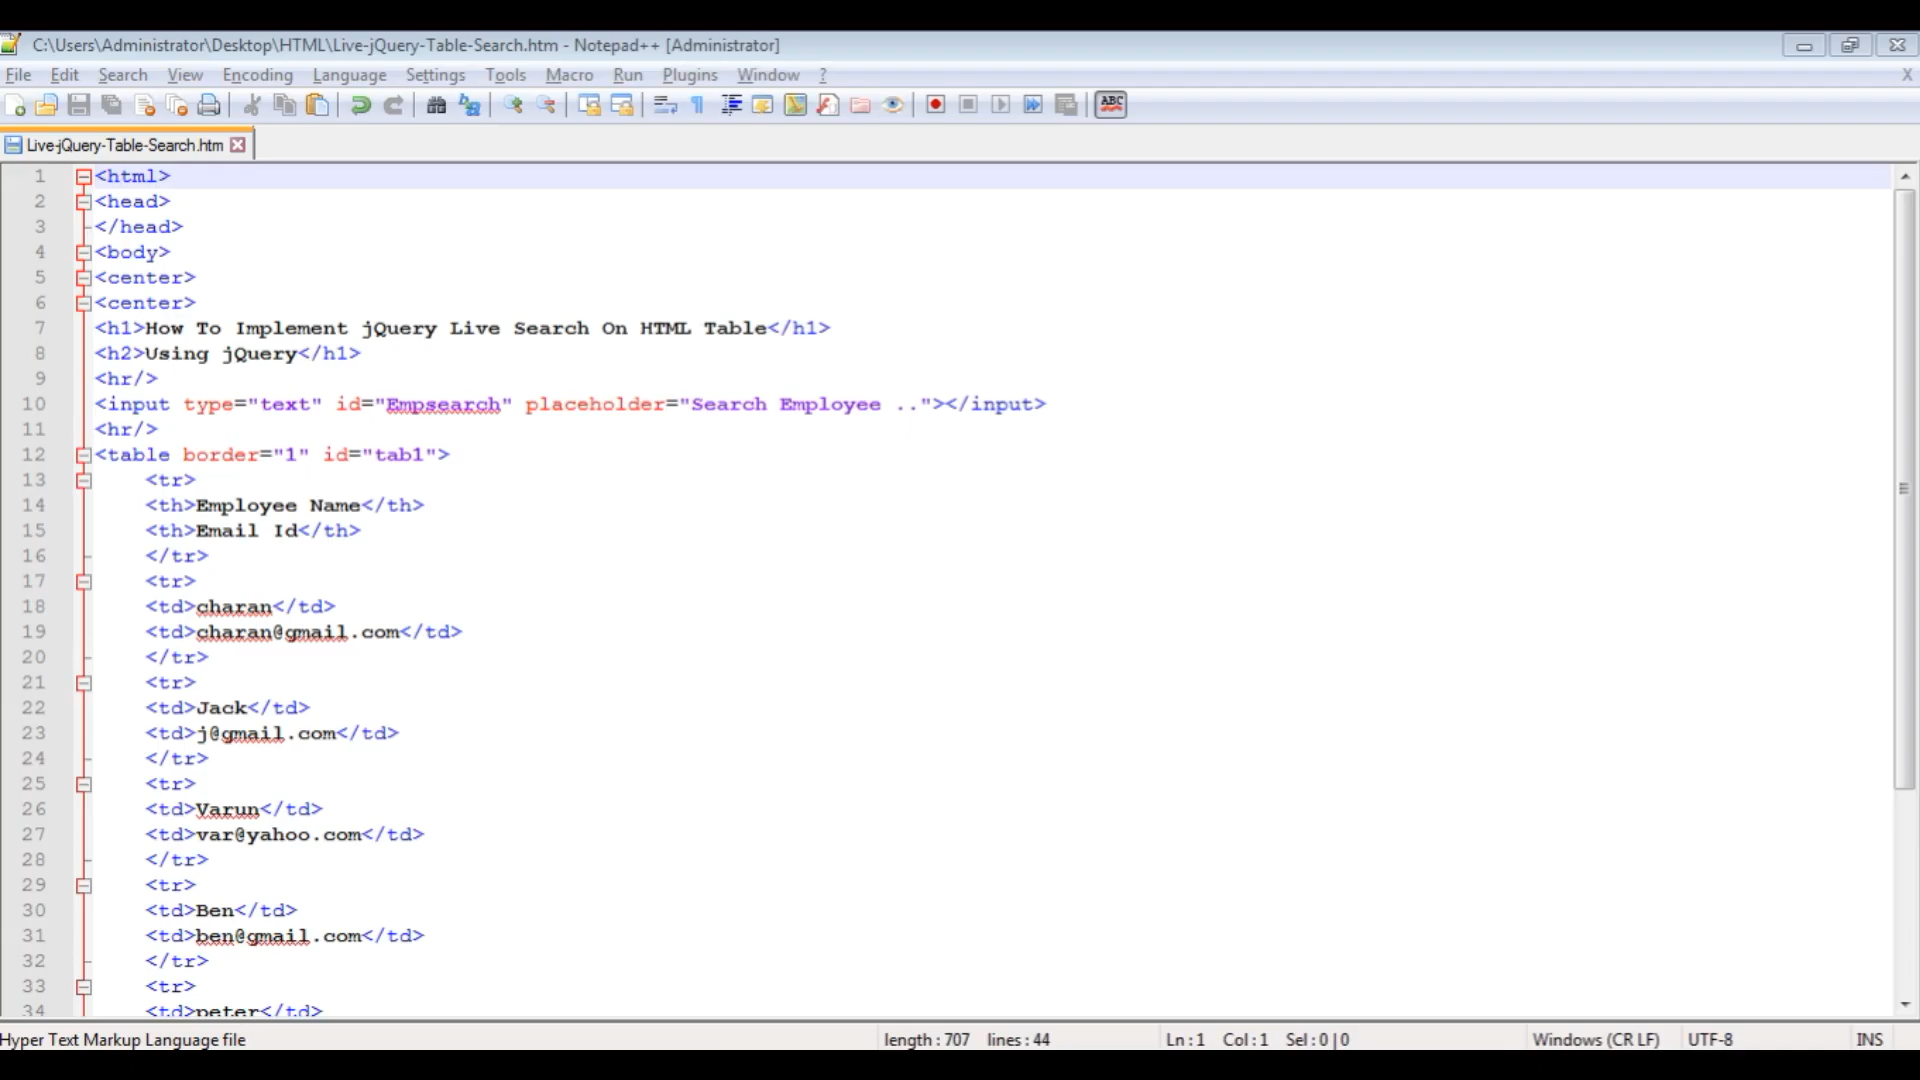 C:\Users\Administrator\Desktop\HTML\Live-jQuery-Table-Search.htm - Notepad++ [Administrator]
File Edit Search View Encoding Language Settings Tools Macro Run Plugins Window ? X
ABC
Live-jQuery-Table-Search.htm
1 <html>
2 <head>
3 </head>
4 <body>
5 <center>
6 <center>
7 <h1>How To Implement jQuery Live Search On HTML Table</h1>
8 <h2>Using jQuery</h1>
9 <hr/>
10 <input type="text" id="Empsearch" placeholder="Search Employee .."></input>
11 <hr/>
12 <table border="1" id="tab1">
13 <tr>
14 <th>Employee Name</th>
15 <th>Email Id</th>
16 </tr>
17 <tr>
18 <td>charan</td>
19 <td>charan@gmail.com</td>
20 </tr>
21 <tr>
22 <td>Jack</td>
23 <td>j@gmail.com</td>
24 </tr>
25 <tr>
26 <td>Varun</td>
27 <td>var@yahoo.com</td>
28 </tr>
29 <tr>
30 <td>Ben</td>
31 <td>ben@gmail.com</td>
32 </tr>
33 <tr>
34 <td>peter</td>
Hyper Text Markup Language file length : 707 lines : 44 Ln : 1 Col : 1 Sel : 0 | 0 Windows (CR LF) UTF-8 INS